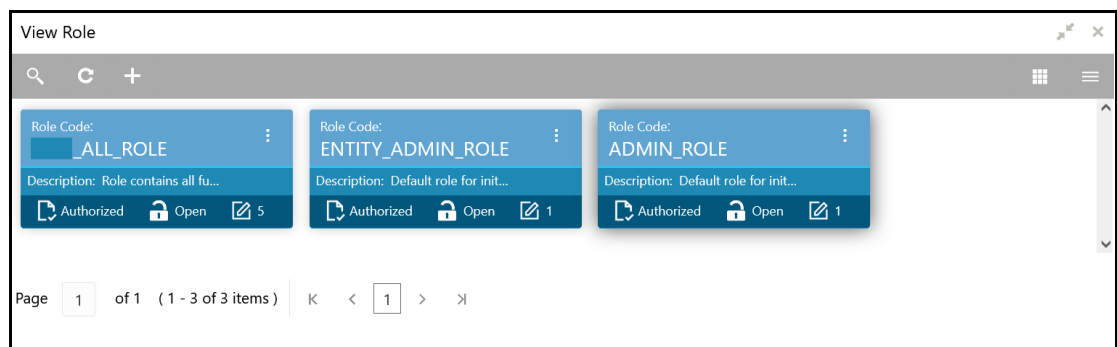 View Role
Role Code:
_ALL_ROLE
Description: Role contains all fu...
Authorized Open 5
Role Code:
ENTITY_ADMIN_ROLE
Description: Default role for init...
Authorized Open 1
Role Code:
ADMIN_ROLE
Description: Default role for init...
Authorized Open 1
Page 1 of 1 ( 1 - 3 of 3 items ) 1